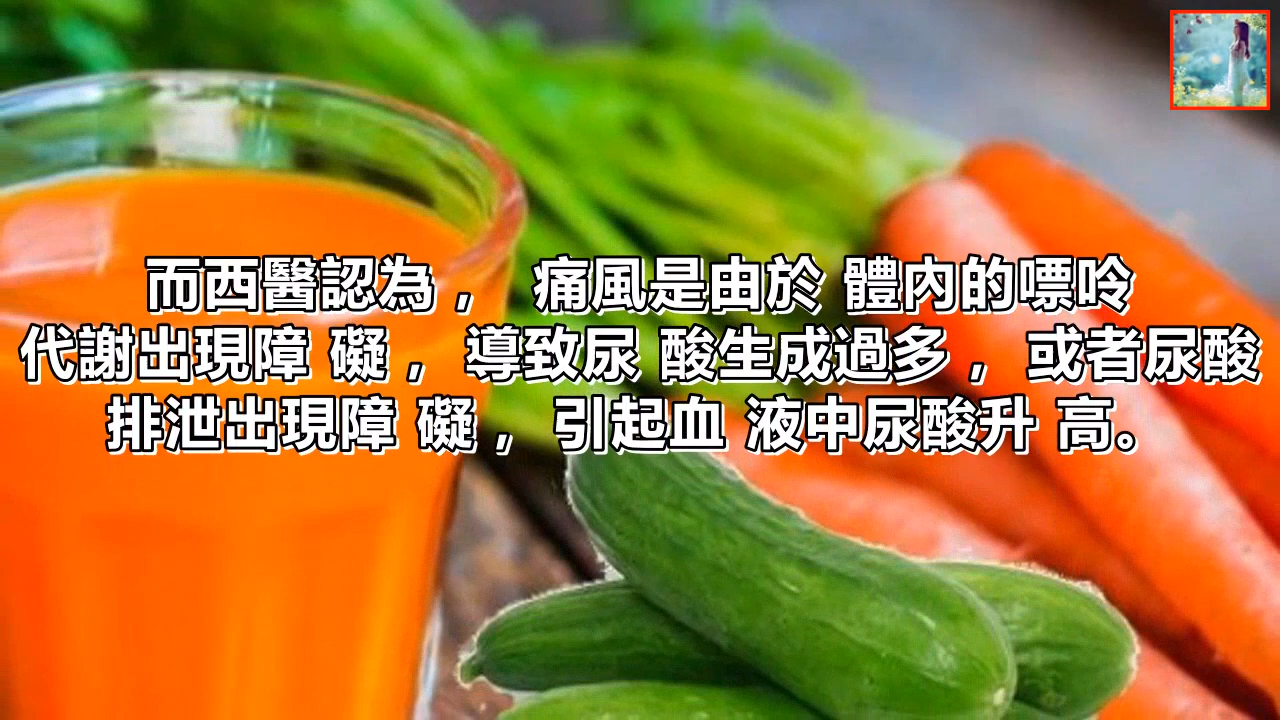 而西醫認為， 痛風是由於 體內的嘌呤
代謝出現障 礙，導致尿 酸生成過多，或者尿酸
排泄出現障 礙，引起血 液中尿酸升 高。